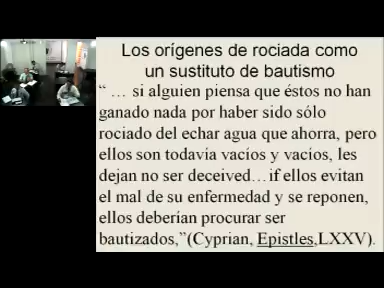 Los orígenes de rociada como
un sustituto de bautismo
“ … si alguien piensa que éstos no han
ganado nada por haber sido sólo
rociado del echar agua que ahorra, pero
ellos son todavía vacíos y vacíos, les
dejan no ser deceived…if ellos evitan
el mal de su enfermedad y se reponen,
ellos deberían procurar ser
bautizados,”(Cyprian, Epistles,LXXV).